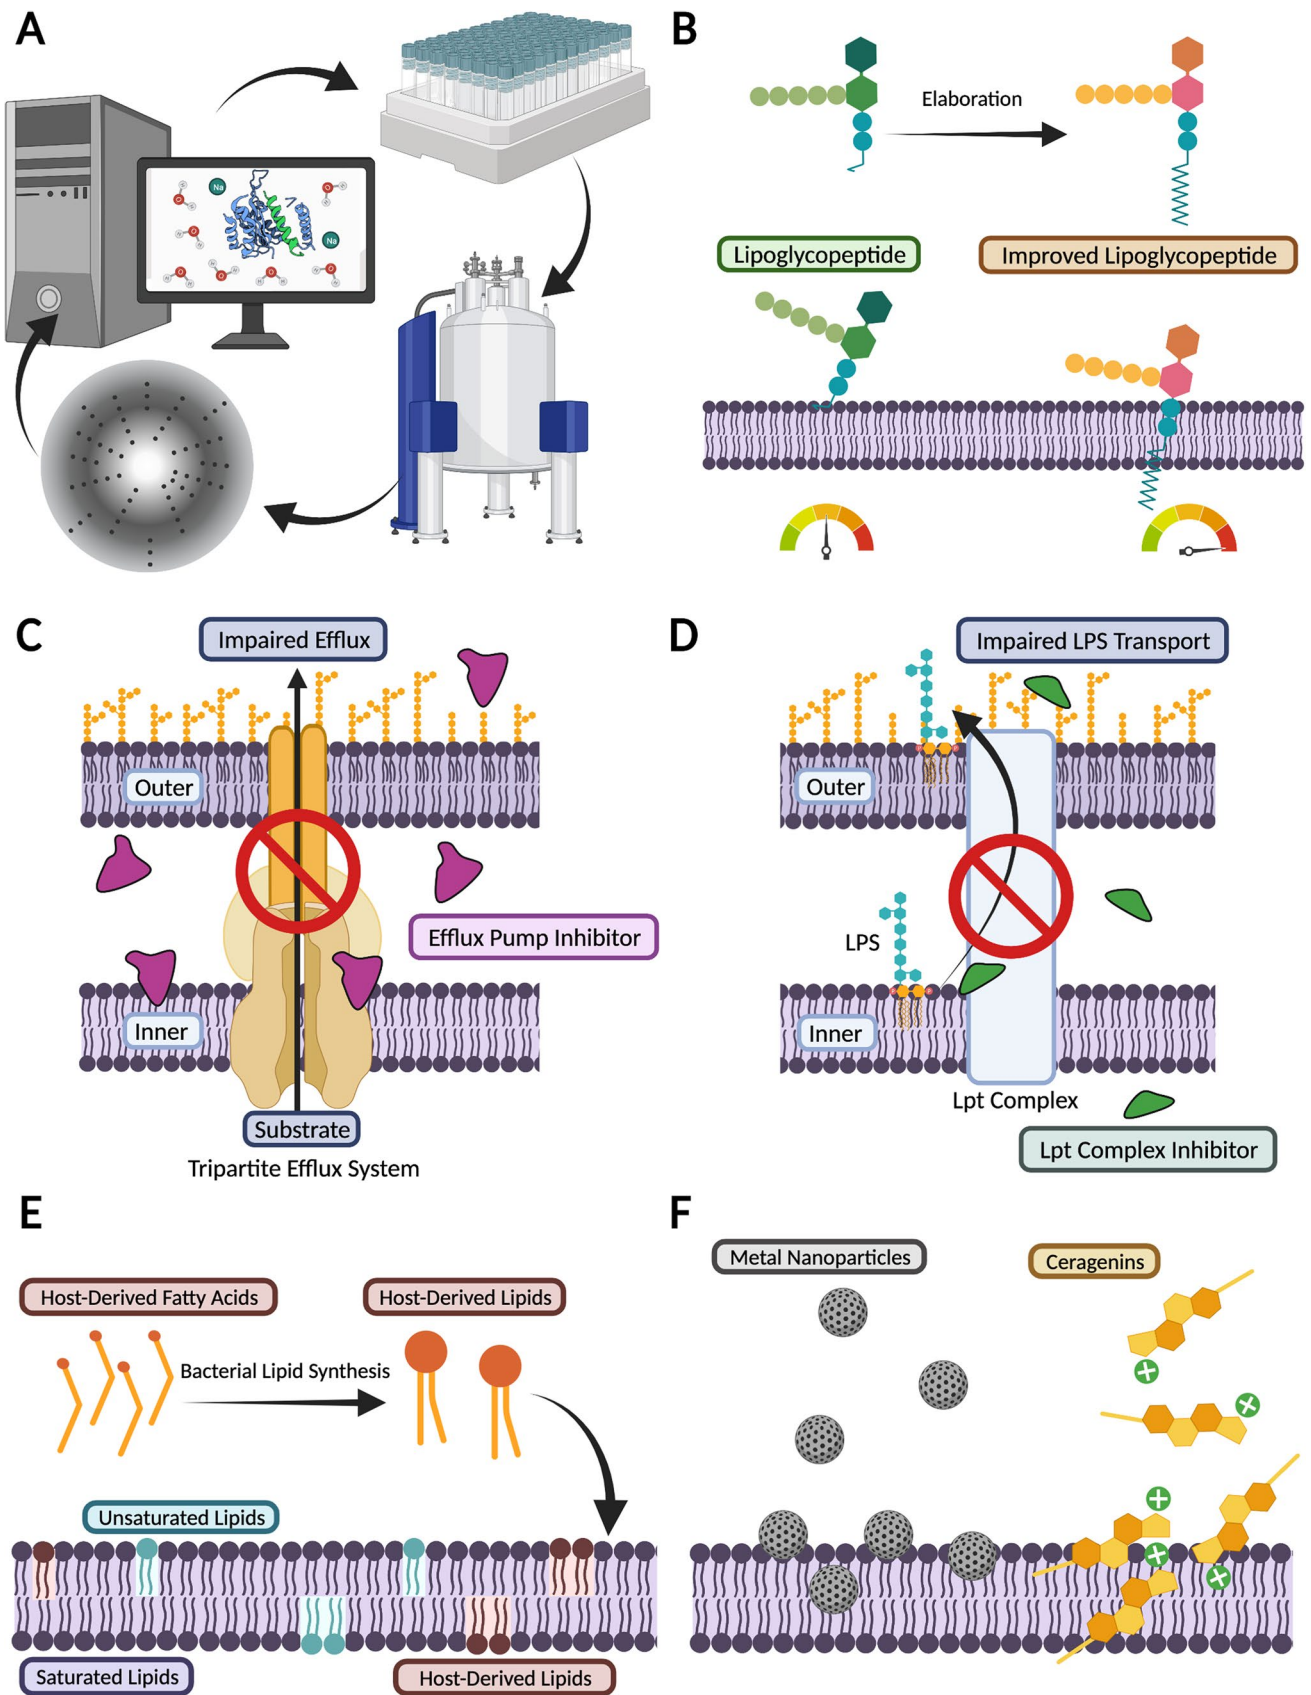 A
Na
Na
B
Elaboration
Lipoglycopeptide
Improved Lipoglycopeptide
C
Impaired Efflux
Outer
Efflux Pump Inhibitor
Inner
Substrate
Tripartite Efflux System
D
Impaired LPS Transport
Outer
LPS
Inner
Lpt Complex
Lpt Complex Inhibitor
E
Host-Derived Fatty Acids
Host-Derived Lipids
Bacterial Lipid Synthesis
Unsaturated Lipids
Saturated Lipids
Host-Derived Lipids
F
Metal Nanoparticles
Ceragenins